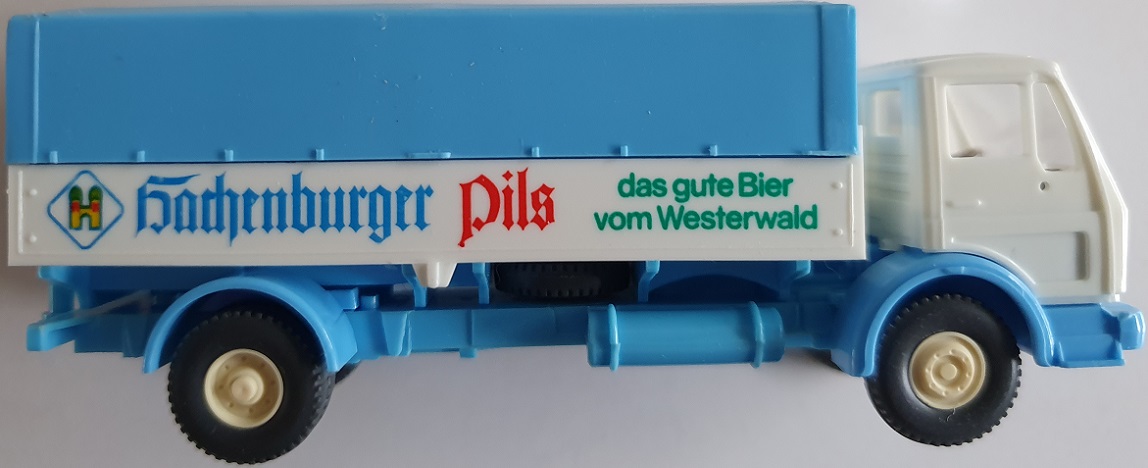 H Hachenburger Pils
das gute Bier
vom Westerwald